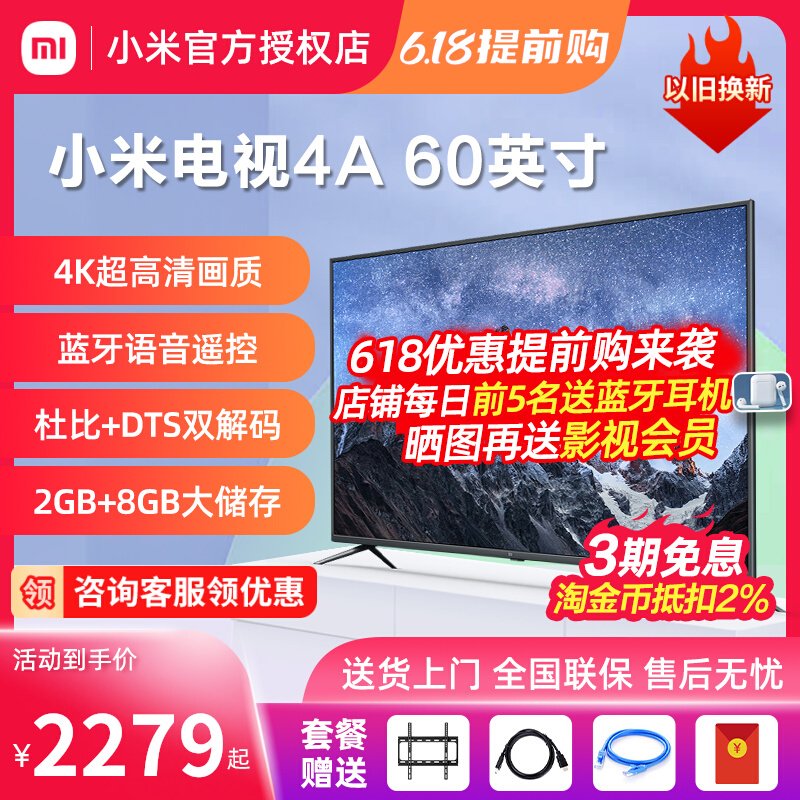 小米官方授权店
6.18提前购
以旧换新
小米电视4A 60英寸
4K超高清画质
蓝牙语音遥控
杜比+DTS双解码
2GB+8GB大储存
618优惠提前购来袭
店铺每日前5名送蓝牙耳机
晒图再送影视会员
3期免息
淘金币抵扣2%
领 咨询客服领优惠
活动到手价
¥2279起
送货上门 全国联保 售后无忧
套餐
赠送
¥